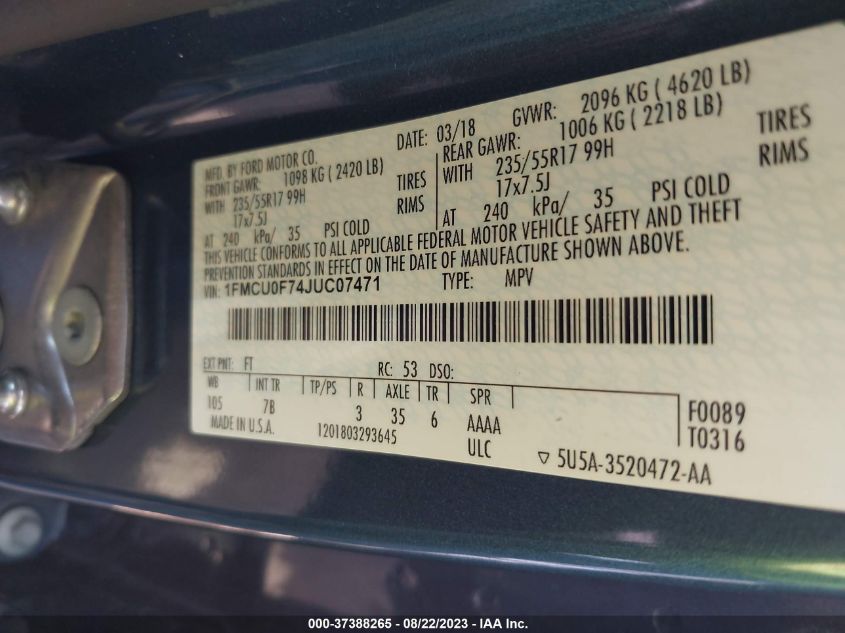 MFD. BY FORD MOTOR CO.
DATE: 03/18
GVWR: 2096 KG ( 4620 LB)
FRONT GAWR: 1098 KG ( 2420 LB)
REAR GAWR: 1006 KG ( 2218 LB)
WITH 235/55R17 99H TIRES
WITH 235/55R17 99H TIRES
17x7.5J RIMS
17x7.5J RIMS
AT 240 kPa/ 35 PSI COLD
AT 240 kPa/ 35 PSI COLD
THIS VEHICLE CONFORMS TO ALL APPLICABLE FEDERAL MOTOR VEHICLE SAFETY AND THEFT
PREVENTION STANDARDS IN EFFECT ON THE DATE OF MANUFACTURE SHOWN ABOVE.
VIN: 1FMCU0F74JUC07471 TYPE: MPV
EXT PNT: FT RC: 53 DSO:
WB INT TR TP/PS R AXLE TR SPR
105 7B 3 35 6 AAAA
F0089
MADE IN U.S.A. 1201803293645 ULC
T0316
▽ 5U5A-3520472-AA
000-37388265 - 08/22/2023 - IAA Inc.